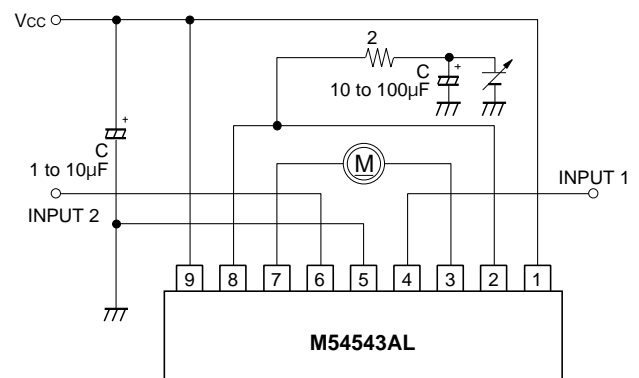 Vcc
2
C
+
10 to 100µF
+
C
1 to 10µF
M
INPUT 1
INPUT 2
9 8 7 6 5 4 3 2 1
M54543AL